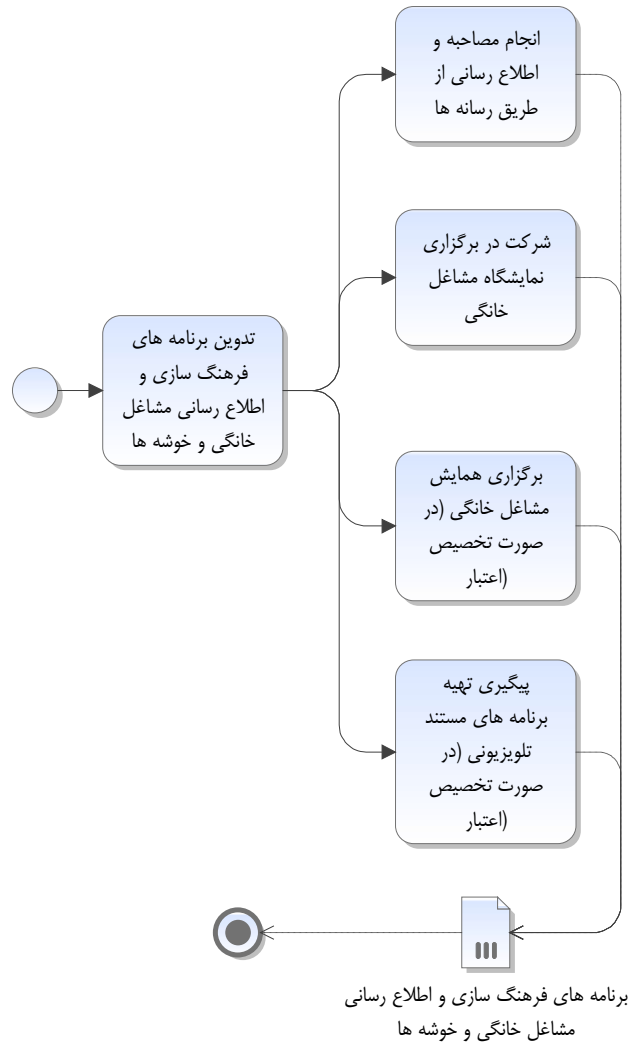 انجام مصاحبه و
اطلاع رسانی از
طریق رسانه ها
شرکت در برگزاری
نمایشگاه مشاغل
خانگی
تدوین برنامه های
فرهنگ سازی و
اطلاع رسانی مشاغل
خانگی و خوشه ها
برگزاری همایش
مشاغل خانگی (در
صورت تخصیص
(اعتبار
پیگیری تهیه
برنامه های مستند
تلویزیونی (در
صورت تخصیص
(اعتبار
برنامه های فرهنگ سازی و اطلاع رسانی
مشاغل خانگی و خوشه ها